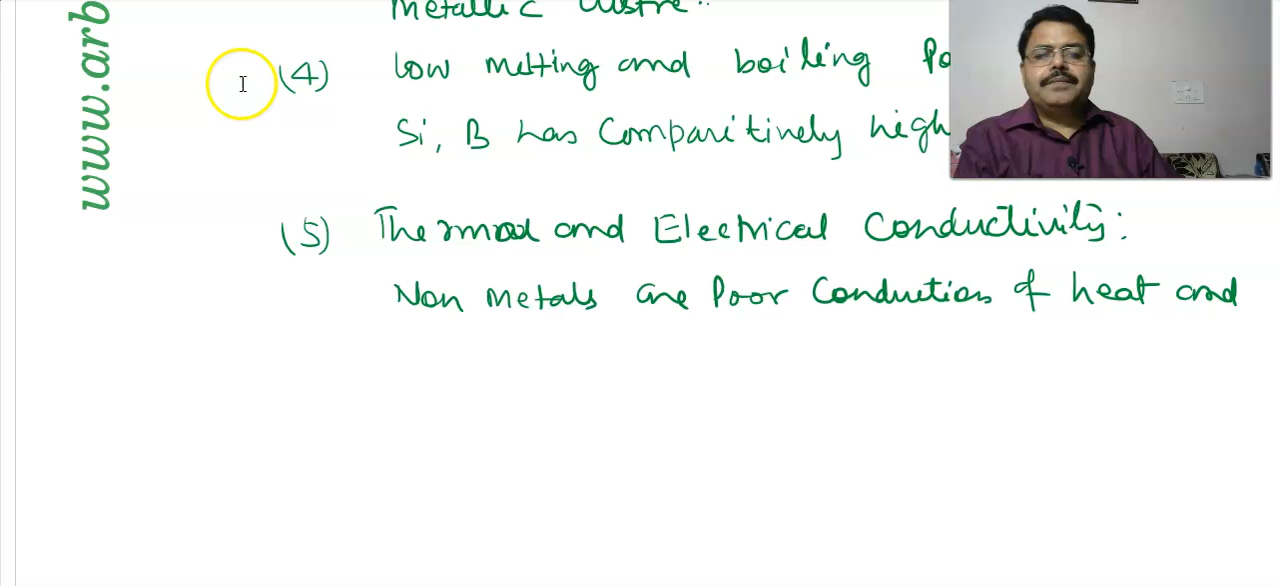 Metallic Lustre.
(4) Low melting and boiling Po
Si, B has Comparitively high
(5) Thermal and Electrical Conductivity:
Non metals are Poor Conductions of heat and
www.arb